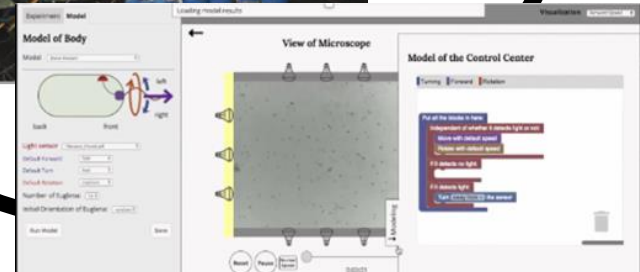 Loading model results
Visualization
Experiment Model
Model of Body
Model
left
right
back front
Light sensor
Default Forward
Default Turn
Default Rotation
Number of Euglena:
Initial Orientation of Euglena:
Run Model
Save
View of Microscope
Reset Pause
Modeling
Model of the Control Center
Turning Forward Rotation
Put all the blocks in here:
Independent of whether it detects light or not:
Move with default speed
Rotate with default speed
If it detects no light
If it detects light
Turn away from the sensor